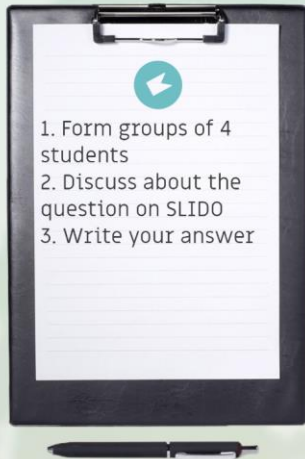 1. Form groups of 4
students
2. Discuss about the
question on SLIDO
3. Write your answer